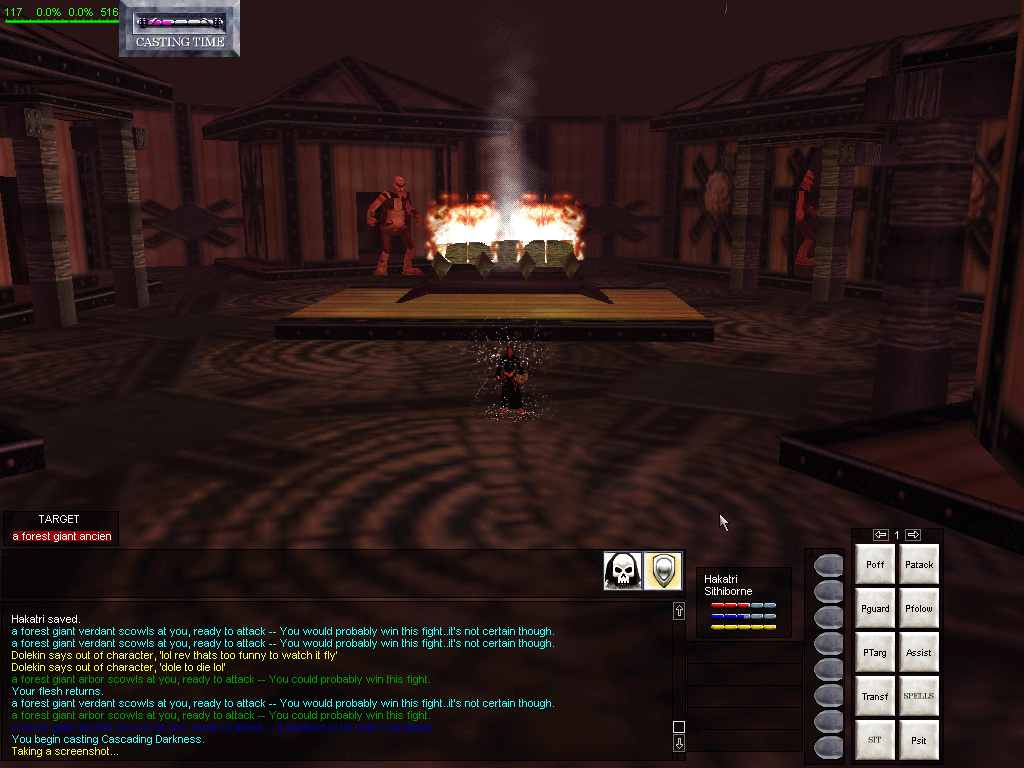 117 0.0% 0.0% 516
CASTING TIME
TARGET
a forest giant ancien
Hakatri saved.
a forest giant verdant scowls at you, ready to attack -- You would probably win this fight..it's not certain though.
a forest giant verdant scowls at you, ready to attack -- You would probably win this fight..it's not certain though.
Dolekin says out of character, 'lol rev thats too funny to watch it fly'
Dolekin says out of character, 'dole to die lol'
a forest giant arbor scowls at you, ready to attack -- You could probably win this fight.
Your flesh returns.
a forest giant verdant scowls at you, ready to attack -- You would probably win this fight..it's not certain though.
a forest giant arbor scowls at you, ready to attack -- You could probably win this fight.
You begin casting Cascading Darkness.
Taking a screenshot...
Hakatri
Sithiborne
1
Poff Patack
Pguard Pfolow
PTarg Assist
Transf SPELLS
SIT Psit